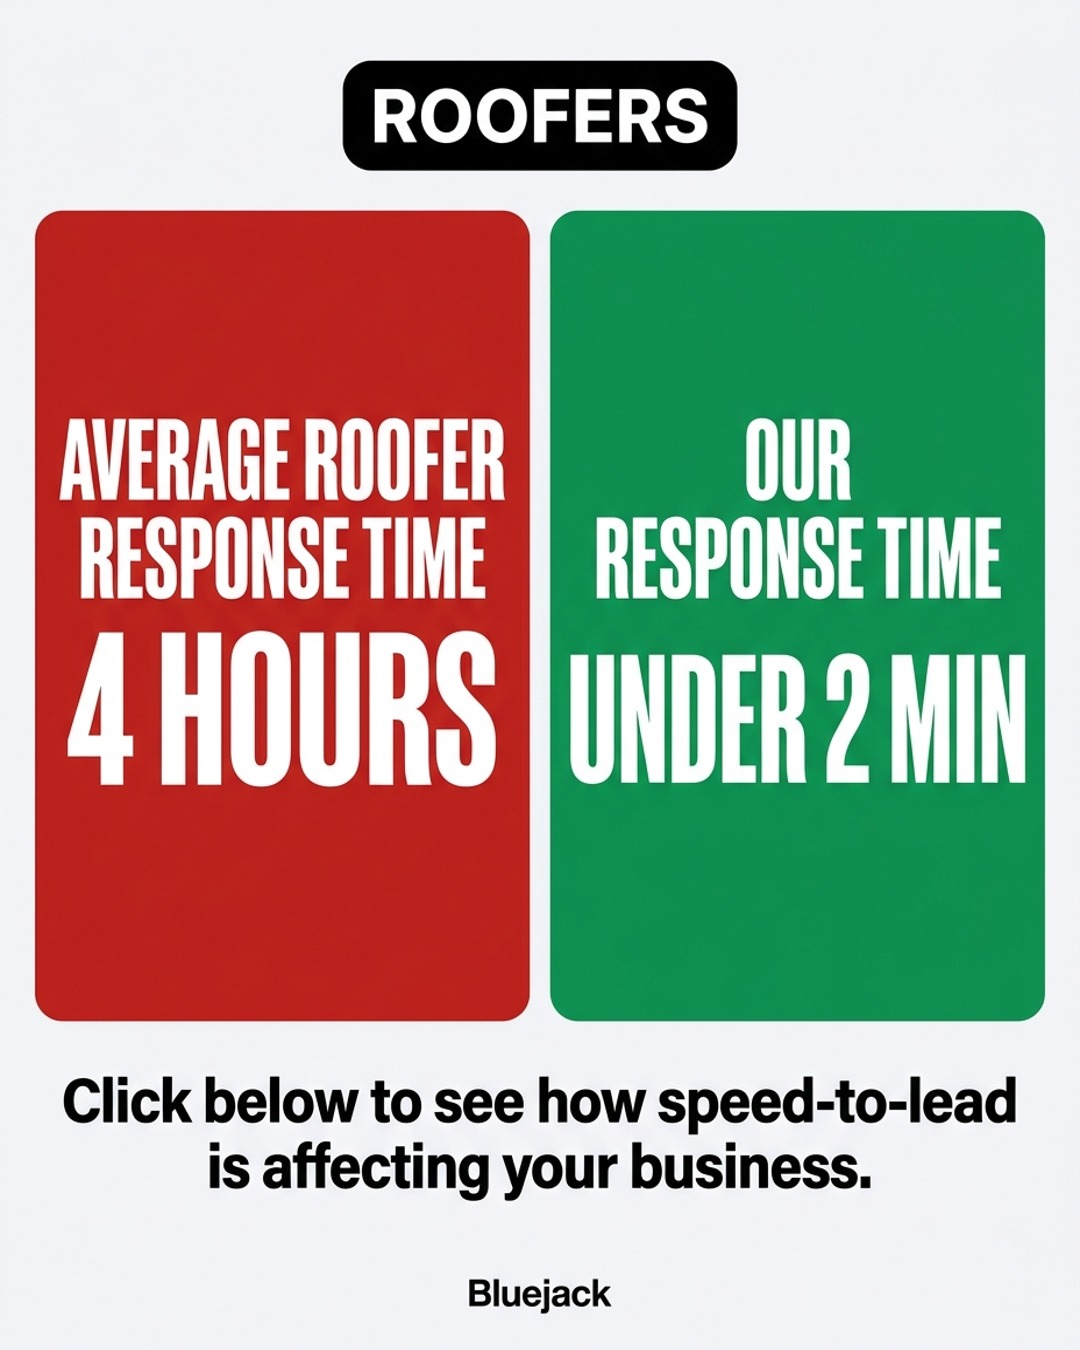 ROOFERS
AVERAGE ROOFER
RESPONSE TIME
4 HOURS
OUR
RESPONSE TIME
UNDER 2 MIN
Click below to see how speed-to-lead
is affecting your business.
Bluejack